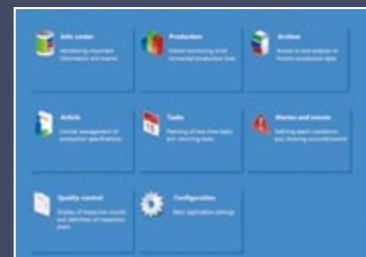 Info center
Monitoring important
information and events
Production
Online monitoring of all
connected production lines
Archive
Access to and analysis of
historic production data
Article
Central management of
production specifications
Tasks
Planning of one-time tasks
and recurring tasks
Alarms and events
Defining alarm conditions
and showing occurred events
Quality control
Display of inspection results
and definition of inspection
plans
Configuration
Basic application settings